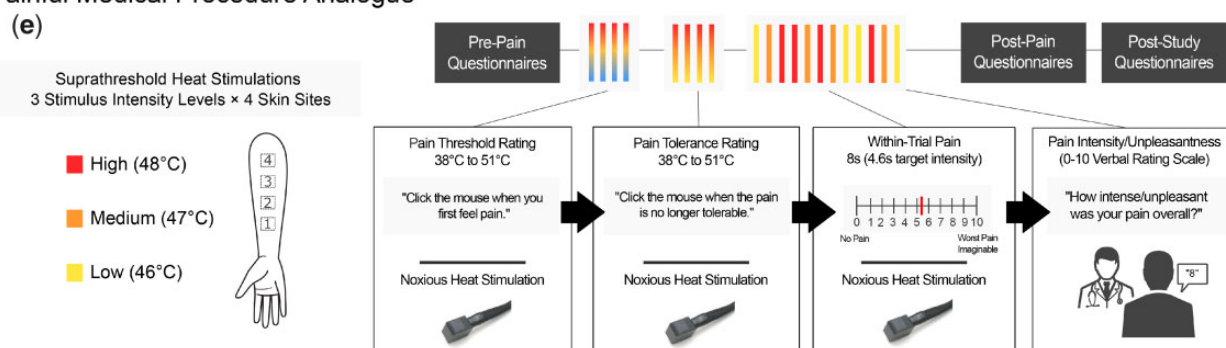 ainful Medical Procedure Analogue
(e)
Pre-Pain
Questionnaires
Post-Pain
Questionnaires
Post-Study
Questionnaires
Suprathreshold Heat Stimulations
3 Stimulus Intensity Levels × 4 Skin Sites
High (48°C)
Medium (47°C)
Low (46°C)
4
3
2
1
Pain Threshold Rating
38°C to 51°C
"Click the mouse when you
first feel pain."
Noxious Heat Stimulation
Pain Tolerance Rating
38°C to 51°C
"Click the mouse when the pain
is no longer tolerable."
Noxious Heat Stimulation
Within-Trial Pain
8s (4.6s target intensity)
0 1 2 3 4 5 6 7 8 9 10
No Pain
Worst Pain
Imaginable
Noxious Heat Stimulation
Pain Intensity/Unpleasantness
(0-10 Verbal Rating Scale)
"How intense/unpleasant
was your pain overall?"
"8"